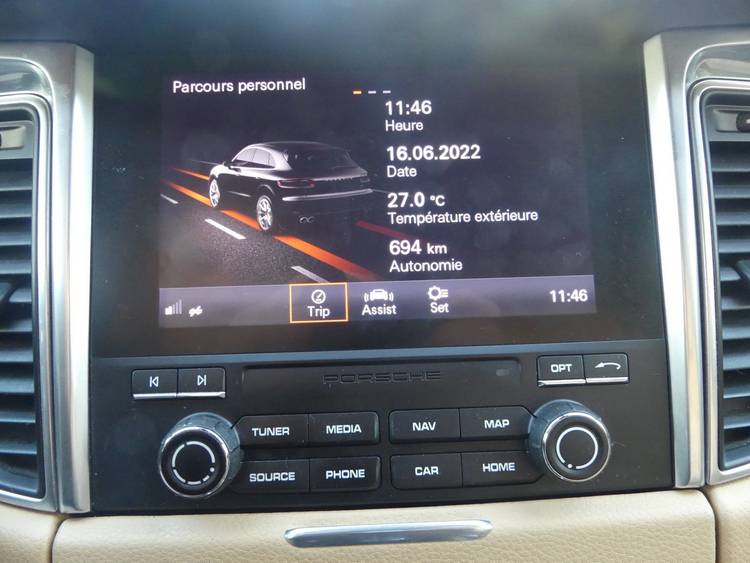 Parcours personnel
11:46
Heure
16.06.2022
Date
27.0 °C
Température extérieure
694 km
Autonomie
Trip
Assist
Set
11:46
PORSCHE
OPT
TUNER
MEDIA
NAV
MAP
SOURCE
PHONE
CAR
HOME